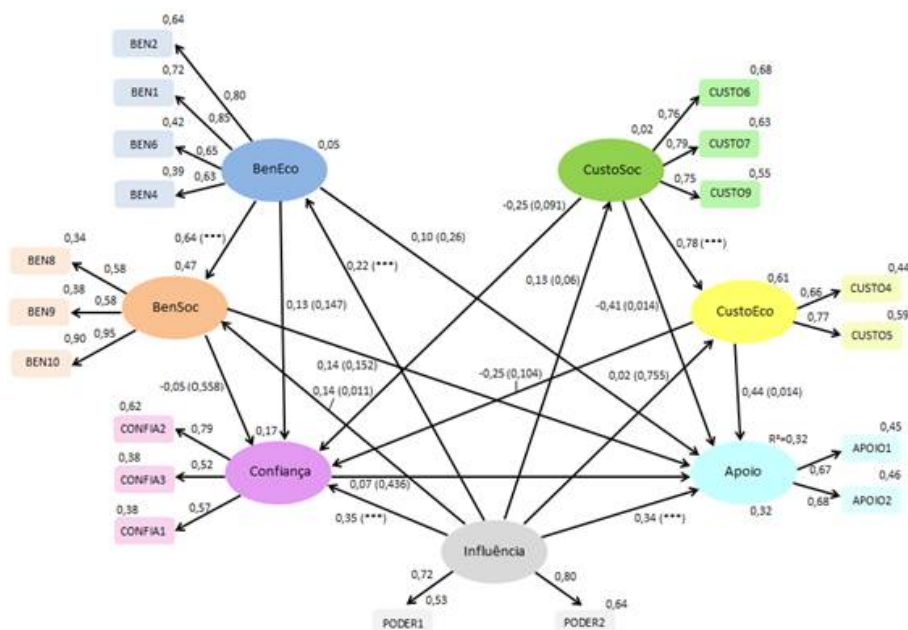 0,64
BEN2
0,72
BEN1
0,80
0,42
0,85
BEN6
0,65
0,39
BEN4
0,63
BenEco
0,05
0,68
CUSTO6
0,76
0,02
0,63
CustoSoc
0,79
CUSTO7
0,55
0,75
CUSTO9
-0,25 (0,091)
0,10 (0,26)
0,64 (***)
0,22 (***)
0,78 (***)
0,34
BEN8
0,58
0,47
0,38
BenSoc
0,58
BEN9
0,90
0,95
BEN10
0,13 (0,147)
0,13 (0,06)
-0,41 (0,014)
0,61
0,44
CustoEco
0,66
CUSTO4
0,77
0,59
CUSTO5
0,14 (0,152)
0,14 (0,011)
-0,25 (0,104)
0,02 (0,755)
-0,05 (0,558)
0,44 (0,014)
0,62
CONFIA2
0,79
0,17
0,38
Confiança
0,52
CONFIA3
0,38
0,57
CONFIA1
R²=0,32
0,45
Apoio
APOIO1
0,67
0,46
0,68
APOIO2
0,32
0,07 (0,436)
0,35 (***)
0,34 (***)
Influência
0,72
0,53
PODER1
0,80
0,64
PODER2